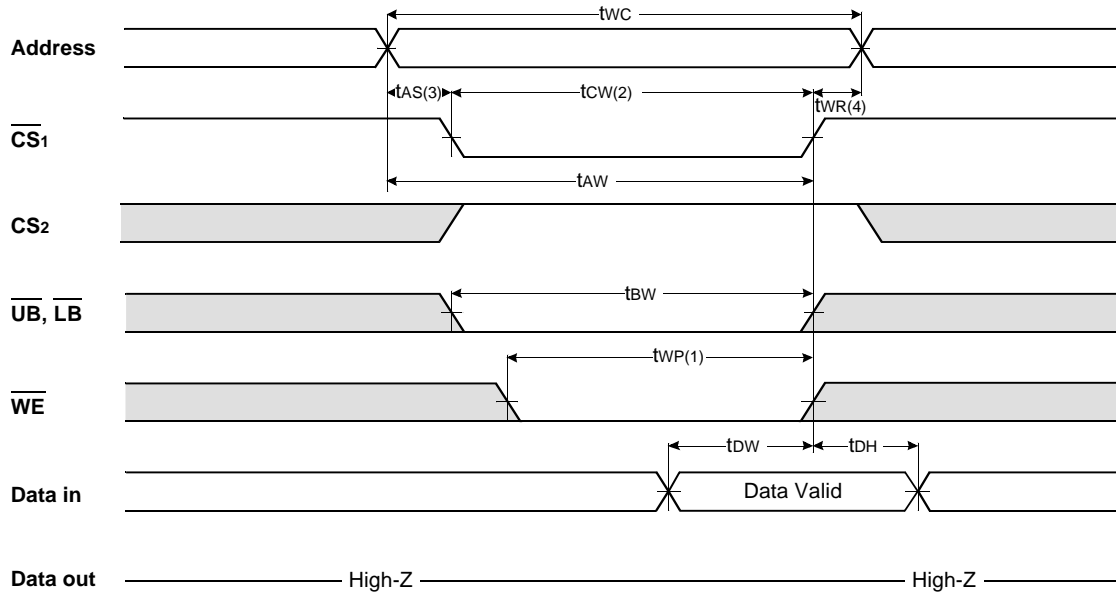 tWC
Address
tAS(3) tCW(2) tWR(4)
CS1
tAW
CS2
tBW
UB, LB
tWP(1)
WE
tDW tDH
Data in Data Valid
Data out High-Z High-Z